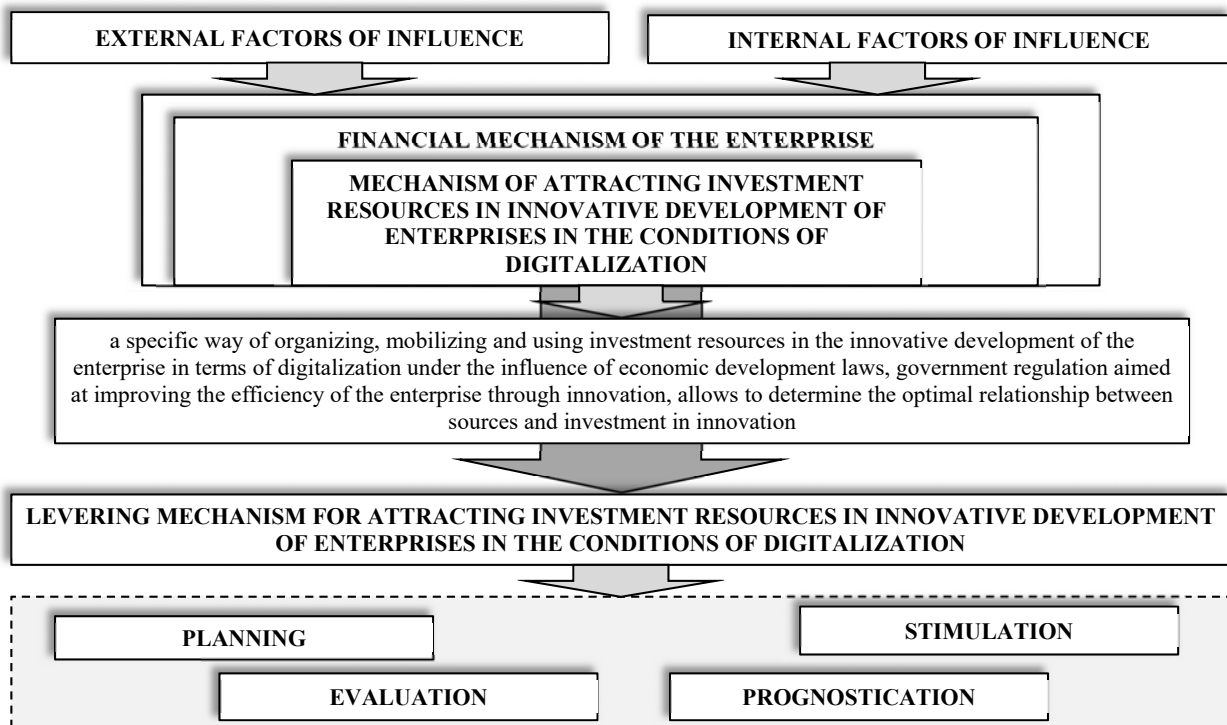 EXTERNAL FACTORS OF INFLUENCE
INTERNAL FACTORS OF INFLUENCE
FINANCIAL MECHANISM OF THE ENTERPRISE
MECHANISM OF ATTRACTING INVESTMENT
RESOURCES IN INNOVATIVE DEVELOPMENT OF
ENTERPRISES IN THE CONDITIONS OF
DIGITALIZATION
a specific way of organizing, mobilizing and using investment resources in the innovative development of the
enterprise in terms of digitalization under the influence of economic development laws, government regulation aimed
at improving the efficiency of the enterprise through innovation, allows to determine the optimal relationship between
sources and investment in innovation
LEVERING MECHANISM FOR ATTRACTING INVESTMENT RESOURCES IN INNOVATIVE DEVELOPMENT
OF ENTERPRISES IN THE CONDITIONS OF DIGITALIZATION
PLANNING
STIMULATION
EVALUATION
PROGNOSTICATION